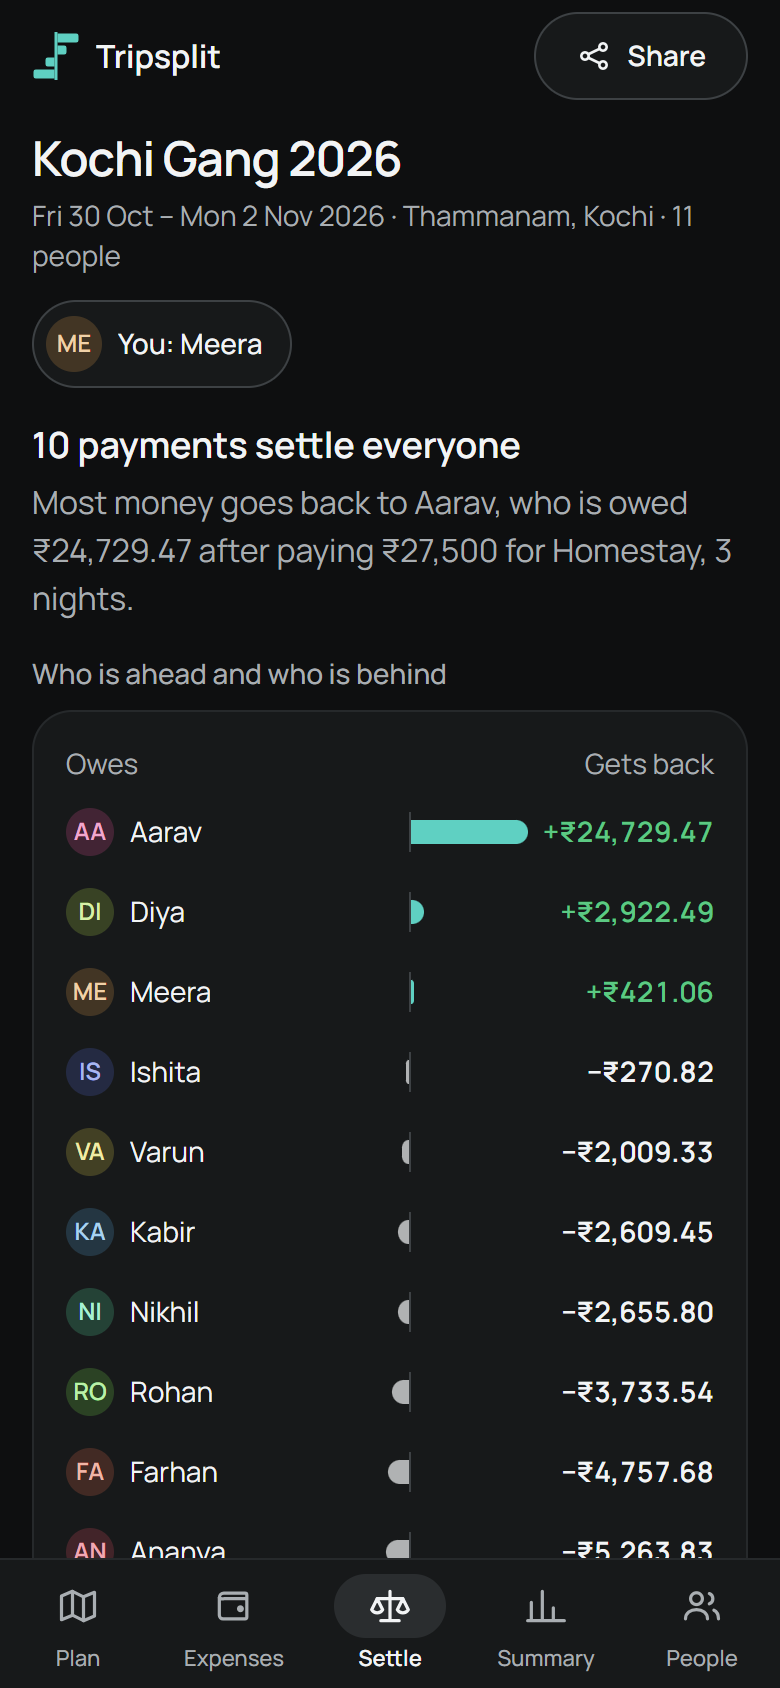 Tripsplit
Share
Kochi Gang 2026
Fri 30 Oct – Mon 2 Nov 2026 · Thammanam, Kochi · 11
people
ME You: Meera
10 payments settle everyone
Most money goes back to Aarav, who is owed
₹24,729.47 after paying ₹27,500 for Homestay, 3
nights.
Who is ahead and who is behind
Owes Gets back
AA Aarav +₹24,729.47
DI Diya +₹2,922.49
ME Meera +₹421.06
IS Ishita −₹270.82
VA Varun −₹2,009.33
KA Kabir −₹2,609.45
NI Nikhil −₹2,655.80
RO Rohan −₹3,733.54
FA Farhan −₹4,757.68
AN Ananya −₹5,263.83
Plan Expenses Settle Summary People